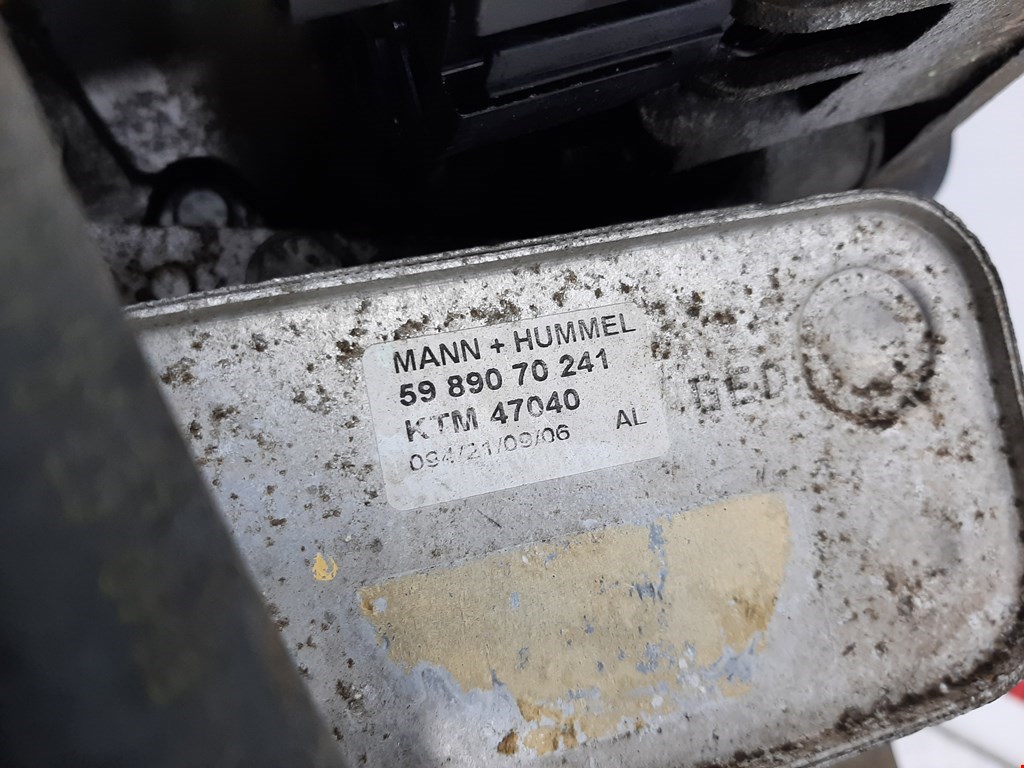 MANN + HUMMEL
59 890 70 241
KTM 47040
094/21/09/06 AL